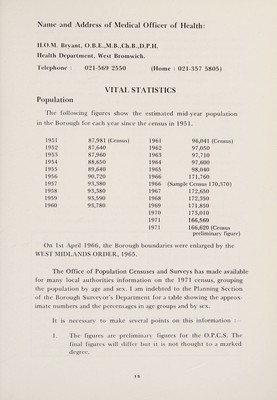 Name and Address of Medical Officer of Health:
H.O.M. Bryant, O.B.E.,M.B.,Ch.B.,D.P.H.
Health Department, West Bromwich.
Telephone : 021-569 2550 (Home : 021-357 5805)
VITAL STATISTICS
Population
The following figures show the estimated mid-year population
in the Borough for each year since the census in 1951.
1951 87,981 (Census) 1961 96,041 (Census)
1952 87,640 1962 97,050
1953 87,960 1963 97,710
1954 88,650 1964 97,600
1955 89,640 1965 98,040
1956 90,720 1966 171,760
1957 93,380 1966 (Sample Census 170,370)
1958 93,380 1967 172,650
1959 93,590 1968 172,350
1960 93,780 1969 171,850
1970 173,010
1971 166,560
1971 166,620 (Census
preliminary figure)
On 1st April 1966, the Borough boundaries were enlarged by the
WEST MIDLANDS ORDER, 1965.
The Office of Population Censuses and Surveys has made available
for many local authorities information on the 1971 census, grouping
the population by age and sex. I am indebted to the Planning Section
of the Borough Surveyor's Department for a table showing the approx-
imate numbers and the percentages in age groups and by sex.
It is necessary to make several points on this information :-
1. The figures are preliminary figures for the O.P.C.S. The
final figures will differ but it is not thought to a marked
degree.